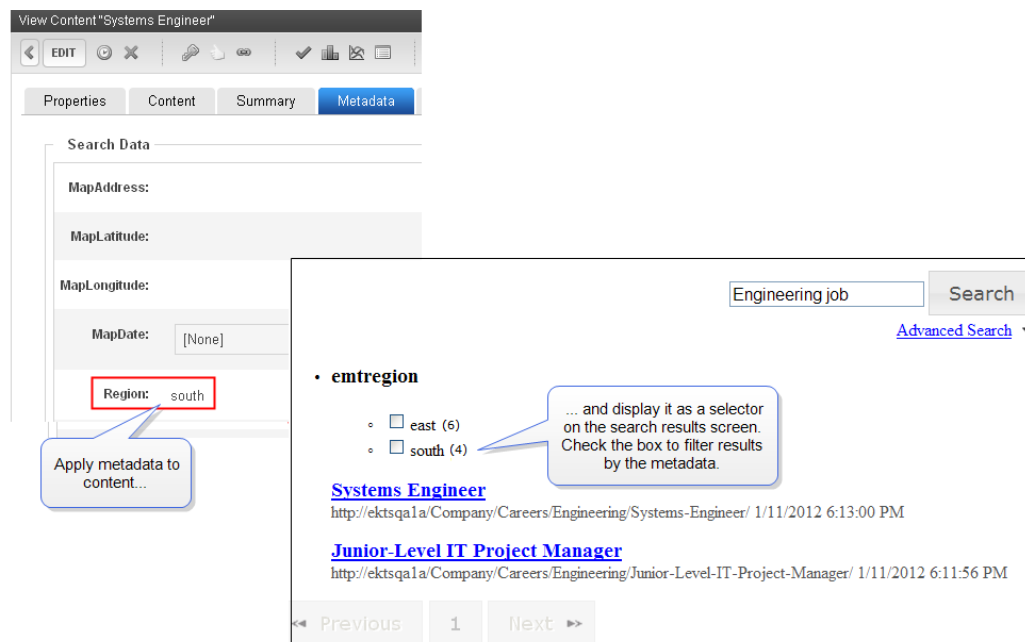 View Content "Systems Engineer"
EDIT
Properties Content Summary Metadata
Search Data
MapAddress:
MapLatitude:
MapLongitude:
MapDate: [None]
Region: south
Apply metadata to
content...
Engineering job Search
Advanced Search
• emtregion
◦ east (6)
◦ south (4)
... and display it as a selector
on the search results screen.
Check the box to filter results
by the metadata.
Systems Engineer
http://ektsqa1a/Company/Careers/Engineering/Systems-Engineer/ 1/11/2012 6:13:00 PM
Junior-Level IT Project Manager
http://ektsqa1a/Company/Careers/Engineering/Junior-Level-IT-Project-Manager/ 1/11/2012 6:11:56 PM
Previous 1 Next